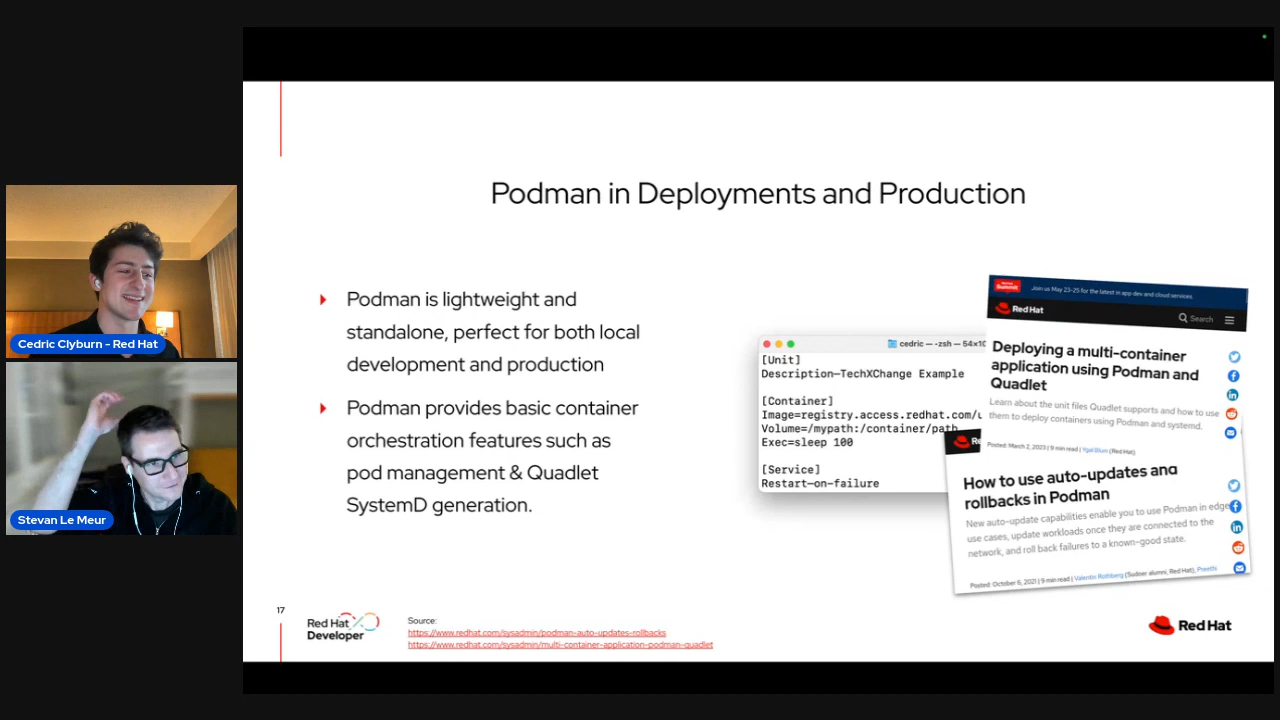 Podman in Deployments and Production
Podman is lightweight and
standalone, perfect for both local
development and production
Podman provides basic container
orchestration features such as
pod management & Quadlet
SystemD generation.
cedric — -zsh — 54×10
[Unit]
Description=TechXChange Example
[Container]
Image=registry.access.redhat.com/u
Volume=/mypath:/container/path
Exec=sleep 100
[Service]
Restart=on-failure
Summit
Join us May 23-25 for the latest in app dev and cloud services.
Red Hat
Search
Deploying a multi-container
application using Podman and
Quadlet
Learn about the unit files Quadlet supports and how to use
them to deploy containers using Podman and systemd.
Posted: March 2, 2023 | 9 min read | Ygal Blum (Red Hat)
Re
How to use auto-updates and
rollbacks in Podman
New auto-update capabilities enable you to use Podman in edge
use cases, update workloads once they are connected to the
network, and roll back failures to a known-good state.
Posted: October 6, 2021 | 9 min read | Valentin Rothberg (Sudoer alumni, Red Hat), Preethi
Cedric Clyburn - Red Hat
Stevan Le Meur
17
Red Hat
Developer
Source:
https://www.redhat.com/sysadmin/podman-auto-updates-rollbacks
https://www.redhat.com/sysadmin/multi-container-application-podman-quadlet
Red Hat